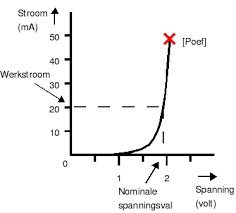 Stroom
(mA)
50
[Poef]
40
30
Werkstroom
20
10
0
1
2
Spanning
(volt)
Nominale
spanningsval